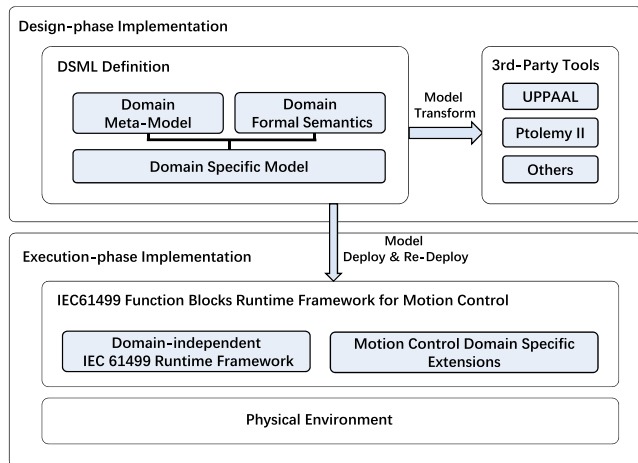 Design-phase Implementation
DSML Definition
Domain
Meta-Model
Domain
Formal Semantics
Domain Specific Model
Model
Transform
3rd-Party Tools
UPPAAL
Ptolemy II
Others
Model
Deploy & Re-Deploy
Execution-phase Implementation
IEC61499 Function Blocks Runtime Framework for Motion Control
Domain-independent
IEC 61499 Runtime Framework
Motion Control Domain Specific
Extensions
Physical Environment